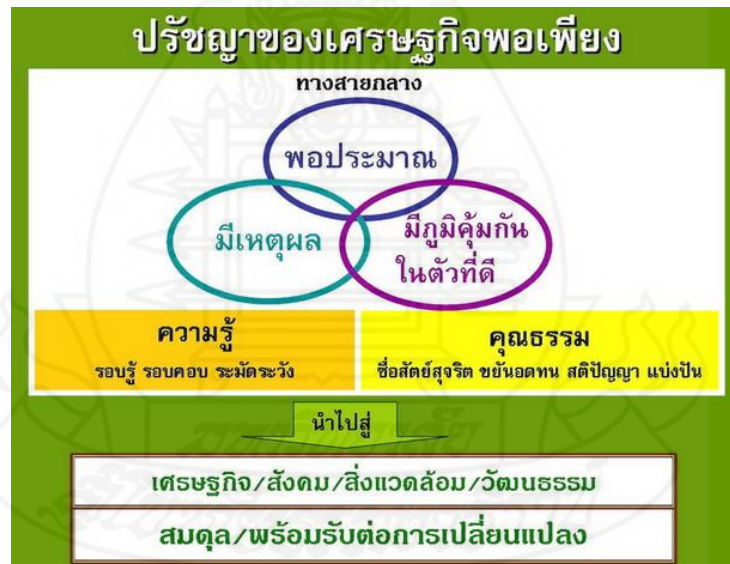 ปรัชญาของเศรษฐกิจพอเพียง
ทางสายกลาง
พอประมาณ
มีเหตุผล
มีภูมิคุ้มกัน
ในตัวที่ดี
ความรู้
รอบรู้ รอบคอบ ระมัดระวัง
คุณธรรม
ซื่อสัตย์สุจริต ขยันอดทน สติปัญญา แบ่งปัน
นำไปสู่
เศรษฐกิจ/สังคม/สิ่งแวดล้อม/วัฒนธรรม
สมดุล/พร้อมรับต่อการเปลี่ยนแปลง